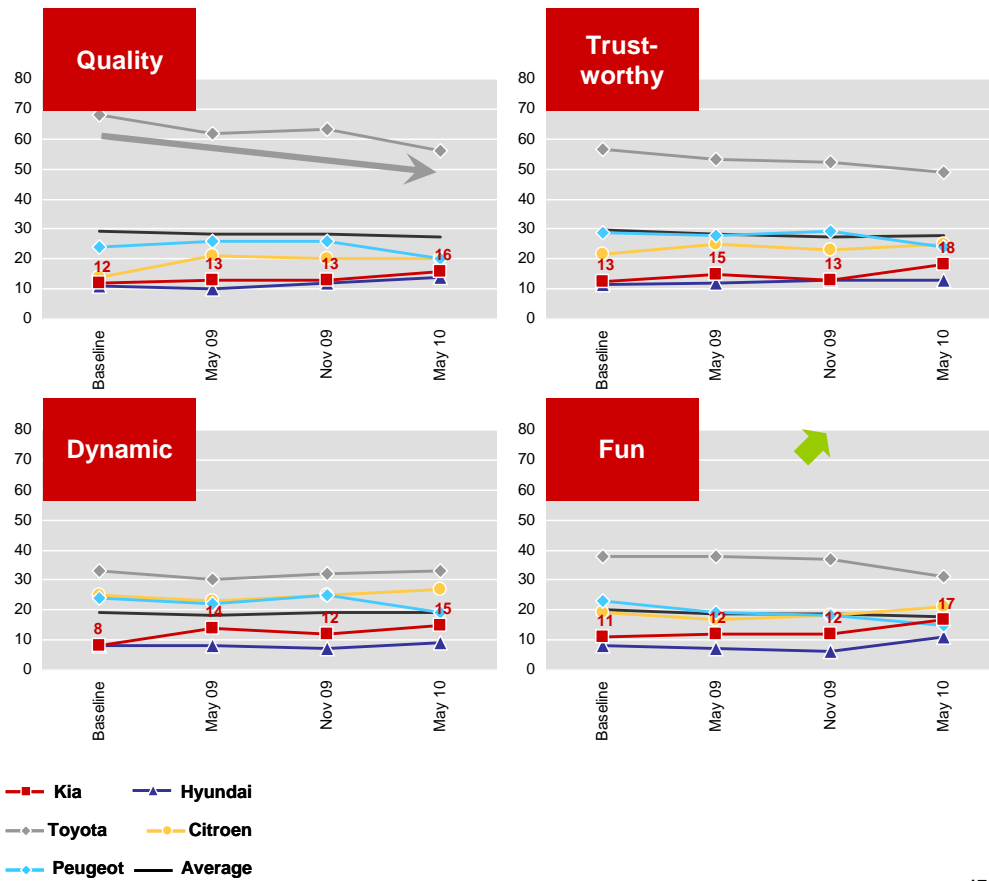 Quality
80
70
60
50
40
30
20
10
0
12
13
13
16
Baseline
May 09
Nov 09
May 10
Trust-
worthy
80
70
60
50
40
30
20
10
0
13
15
13
18
Baseline
May 09
Nov 09
May 10
Dynamic
80
70
60
50
40
30
20
10
0
8
14
12
15
Baseline
May 09
Nov 09
May 10
Fun
80
70
60
50
40
30
20
10
0
11
12
12
17
Baseline
May 09
Nov 09
May 10
Kia
Hyundai
Toyota
Citroen
Peugeot
Average